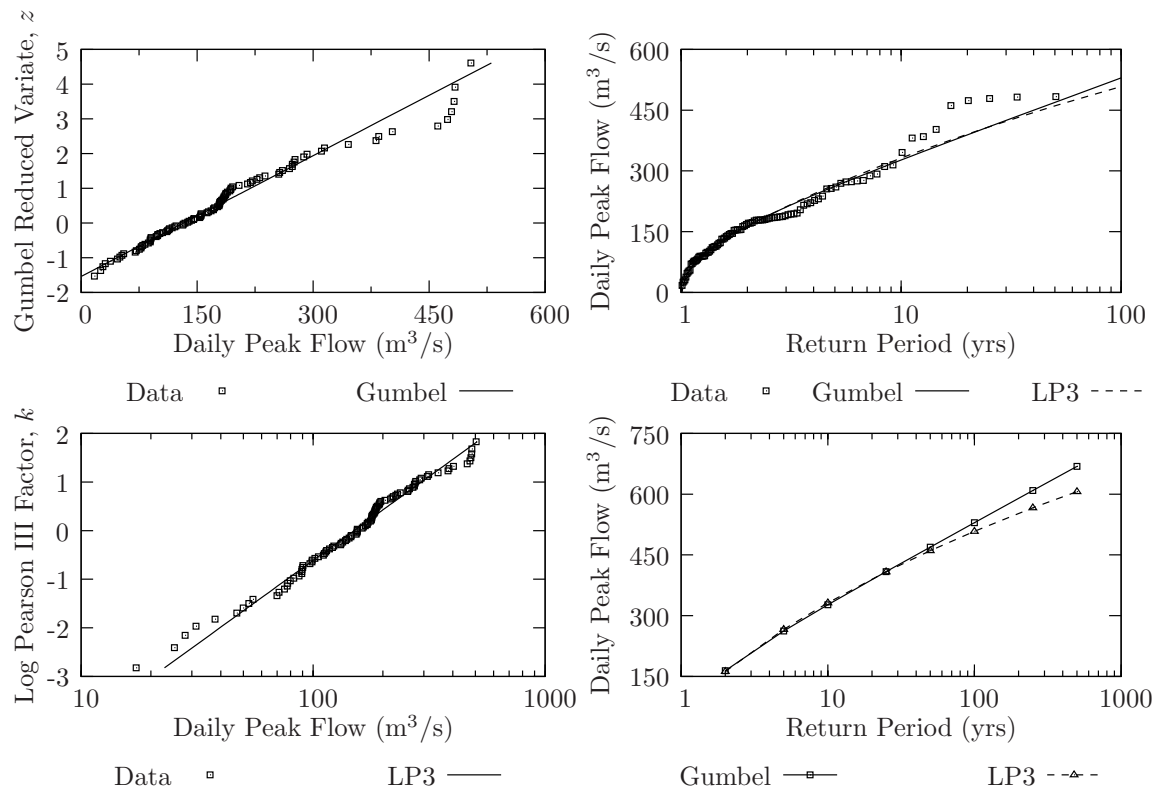 Gumbel Reduced Variate, z
5
4
3
2
1
0
-1
-2
0 150 300 450 600
Daily Peak Flow (m³/s)
Data Gumbel
Daily Peak Flow (m³/s)
600
450
300
150
0
1 10 100
Return Period (yrs)
Data Gumbel LP3
Log Pearson III Factor, k
2
1
0
-1
-2
-3
10 100 1000
Daily Peak Flow (m³/s)
Data LP3
Daily Peak Flow (m³/s)
750
600
450
300
150
1 10 100 1000
Return Period (yrs)
Gumbel LP3